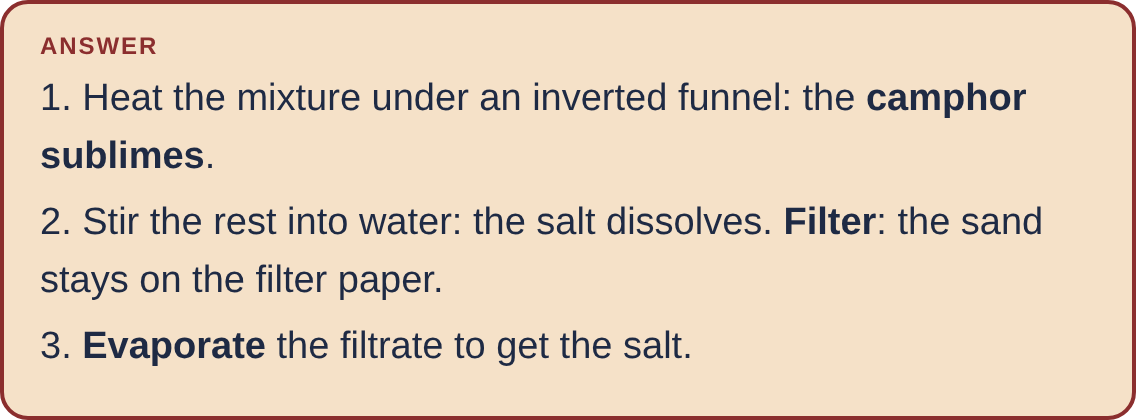 ANSWER
1. Heat the mixture under an inverted funnel: the camphor
sublimes.
2. Stir the rest into water: the salt dissolves. Filter: the sand
stays on the filter paper.
3. Evaporate the filtrate to get the salt.